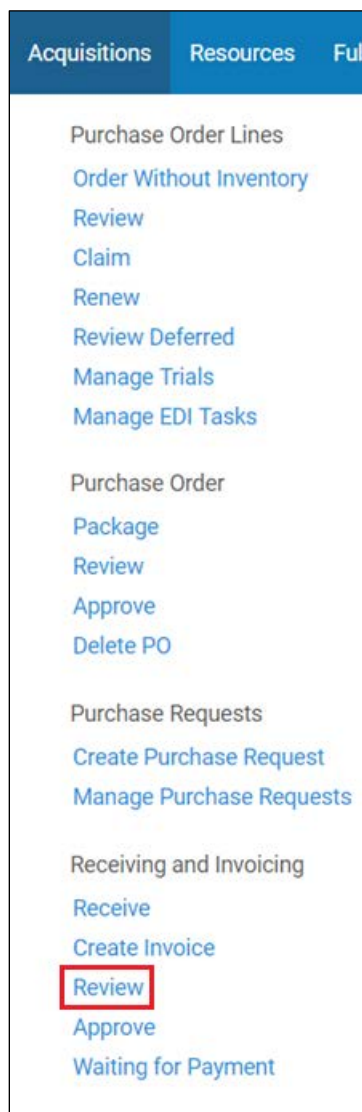 Acquisitions Resources Ful
Purchase Order Lines
Order Without Inventory
Review
Claim
Renew
Review Deferred
Manage Trials
Manage EDI Tasks
Purchase Order
Package
Review
Approve
Delete PO
Purchase Requests
Create Purchase Request
Manage Purchase Requests
Receiving and Invoicing
Receive
Create Invoice
Review
Approve
Waiting for Payment